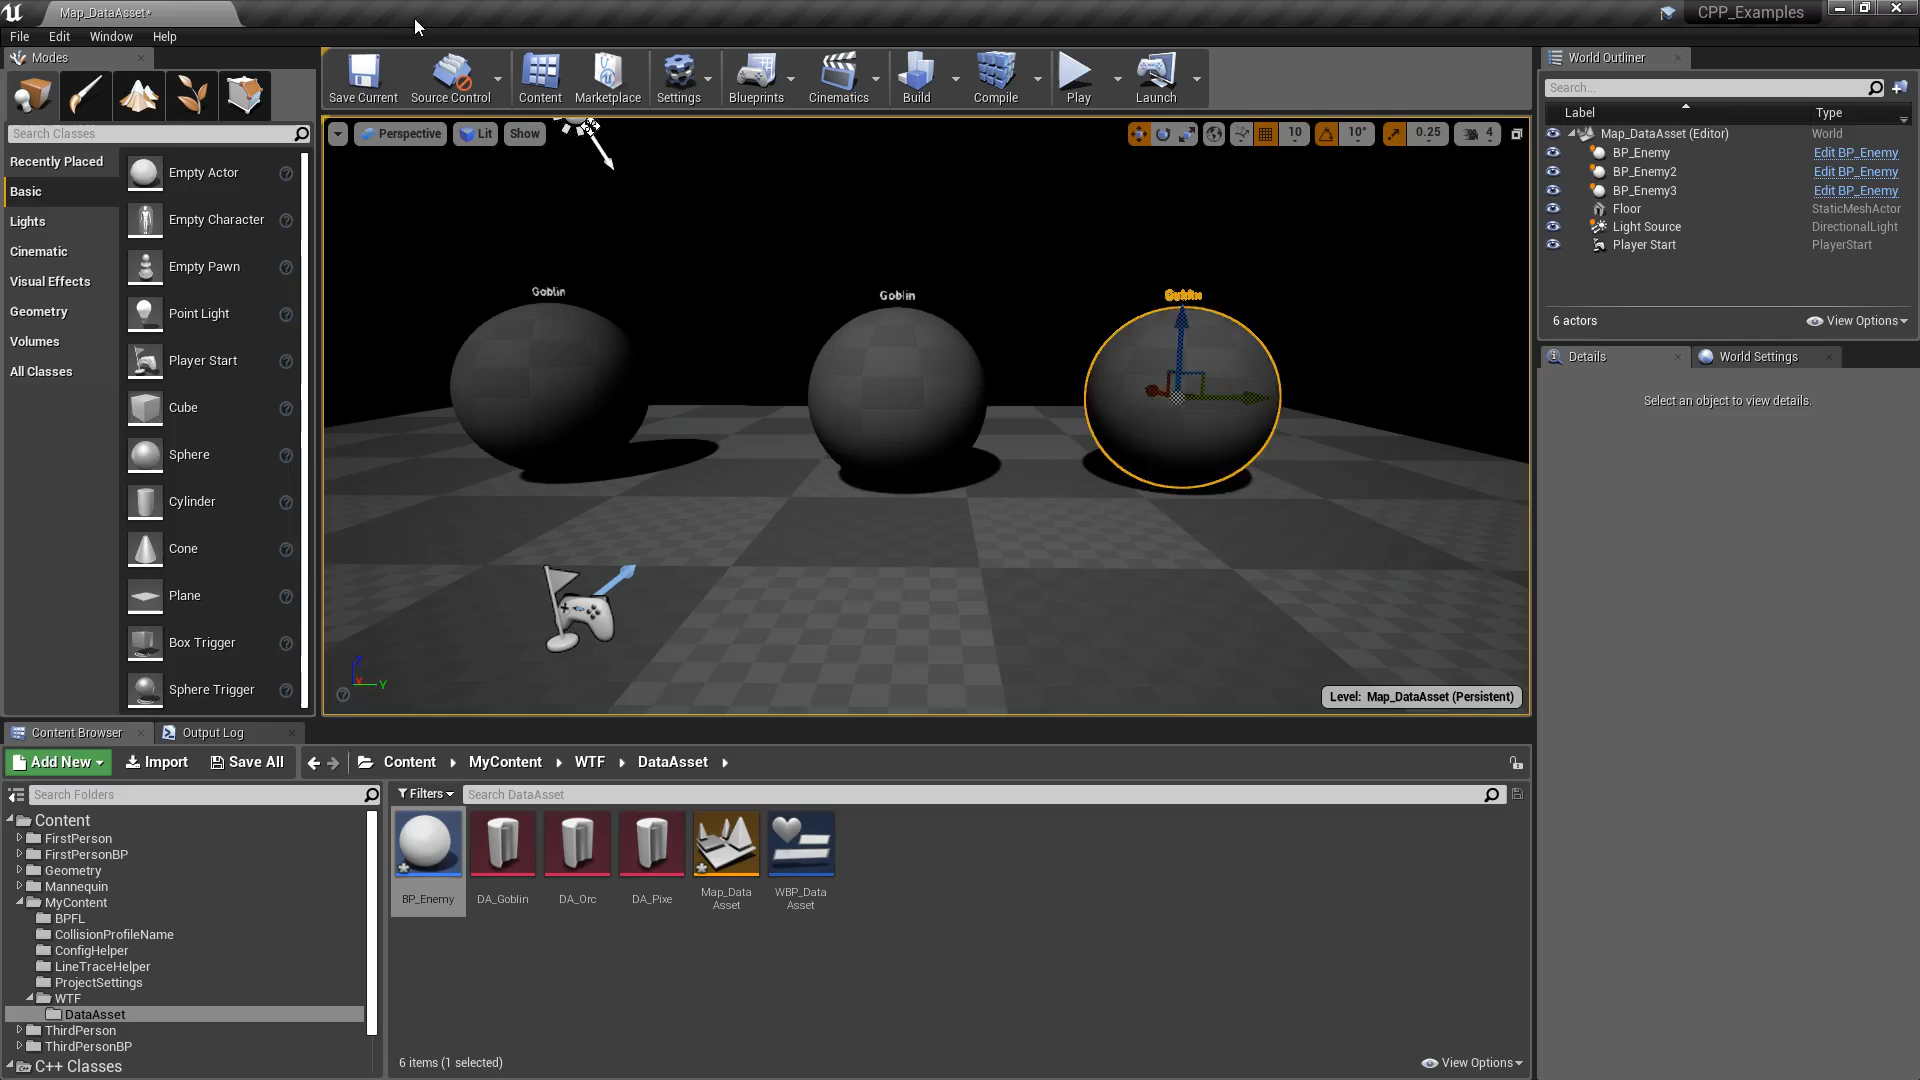 Map_DataAsset*
CPP_Examples
File Edit Window Help
Modes
Search Classes
Recently Placed
Basic
Lights
Cinematic
Visual Effects
Geometry
Volumes
All Classes
Empty Actor
Empty Character
Empty Pawn
Point Light
Player Start
Cube
Sphere
Cylinder
Cone
Plane
Box Trigger
Sphere Trigger
Save Current Source Control Content Marketplace Settings Blueprints Cinematics Build Compile Play Launch
Perspective Lit Show
10 10° 0.25 4
Goblin
Goblin
Goblin
Z
X Y
Level: Map_DataAsset (Persistent)
World Outliner
Search...
Label Type
Map_DataAsset (Editor) World
BP_Enemy Edit BP_Enemy
BP_Enemy2 Edit BP_Enemy
BP_Enemy3 Edit BP_Enemy
Floor StaticMeshActor
Light Source DirectionalLight
Player Start PlayerStart
6 actors View Options
Details World Settings
Select an object to view details.
Content Browser Output Log
Add New Import Save All Content MyContent WTF DataAsset
Search Folders
Content
FirstPerson
FirstPersonBP
Geometry
Mannequin
MyContent
BPFL
CollisionProfileName
ConfigHelper
LineTraceHelper
ProjectSettings
WTF
DataAsset
ThirdPerson
ThirdPersonBP
C++ Classes
Filters Search DataAsset
BP_Enemy
DA_Goblin
DA_Orc
DA_Pixe
Map_Data
Asset
WBP_Data
Asset
6 items (1 selected) View Options